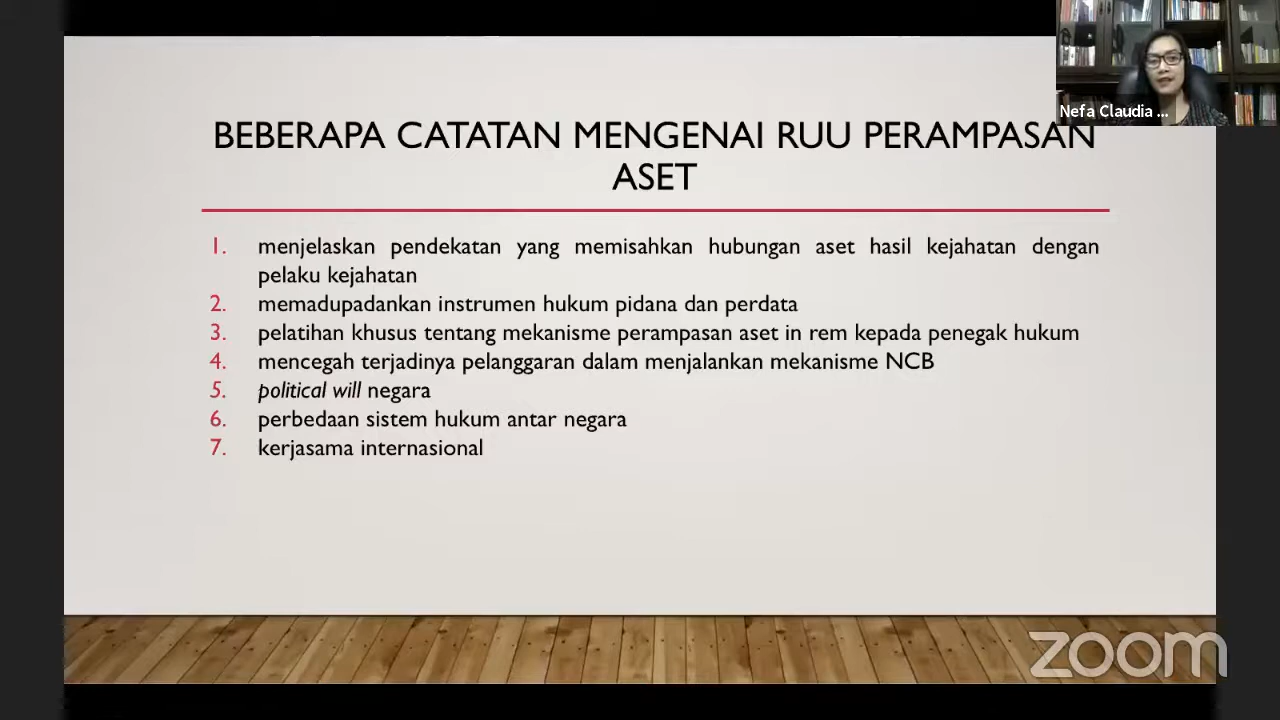 Nefa Claudia ...
BEBERAPA CATATAN MENGENAI RUU PERAMPASAN
ASET
1. menjelaskan pendekatan yang memisahkan hubungan aset hasil kejahatan dengan
pelaku kejahatan
2. memadupadankan instrumen hukum pidana dan perdata
3. pelatihan khusus tentang mekanisme perampasan aset in rem kepada penegak hukum
4. mencegah terjadinya pelanggaran dalam menjalankan mekanisme NCB
5. political will negara
6. perbedaan sistem hukum antar negara
7. kerjasama internasional
zoom